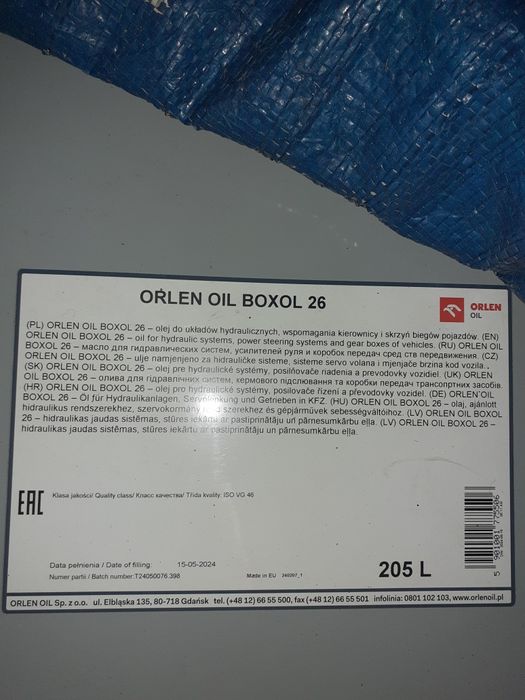 ORLEN OIL BOXOL 26
ORLEN
OIL
(PL) ORLEN OIL BOXOL 26 – olej do układów hydraulicznych, wspomagania kierownicy i skrzyń biegów pojazdów (EN)
ORLEN OIL BOXOL 26 – oil for hydraulic systems, power steering systems and gear boxes of vehicles. (RU) ORLEN OIL
BOXOL 26 – масло для гидравлических систем, усилителей руля и коробок передач сред ств передвижения. (CZ)
ORLEN OIL BOXOL 26 – ulje namjenjeno za hidrauličke sisteme, sisteme servo volana i mjenjače brzina kod vozila. ,
(SK) ORLEN OIL BOXOL 26 – olej pre hydraulické systémy, posilňovače riadenia a prevodovky vozidiel (UK) ORLEN
OIL BOXOL 26 – олива для гідравлічних систем, кермового підслювання та коробки передач транспортних засобів.
(HR) ORLEN OIL BOXOL 26 – olej pro hydraulické systémy, posilovače řízení a převodovky vozidel. (DE) ORLEN OIL
BOXOL 26 – Öl für Hydraulikanlagen, Servolenkung und Getrieben in KFZ. (HU) ORLEN OIL BOXOL 26 – olaj, ajánlott
hidraulikus rendszerekhez, szervokormány rendszerekhez és gépjárművek sebességváltóihoz. (LV) ORLEN OIL BOXOL
26 – hidraulikas jaudas sistēmas, stūres iekārtu ar pastiprinātāju un pārnesumkārbu eļļa. (LV) ORLEN OIL BOXOL 26 –
hidraulikas jaudas sistēmas, stūres iekārtu ar pastiprinātāju un pārnesumkārbu eļļa.
EAC
Klasa jakości/ Quality class/ Класс качества/ Třída kvality: ISO VG 46
Data pełnienia / Date of filling: 15-05-2024
Numer partii / Batch number:T24050076.398
Made in EU 240207_1
205 L
5 901001 775506
ORLEN OIL Sp. z o.o. ul. Elbląska 135, 80-718 Gdańsk tel.(+48 12) 66 55 500, fax (+48 12) 66 55 501 infolinia: 0801 102 103, www.orlenoil.pl